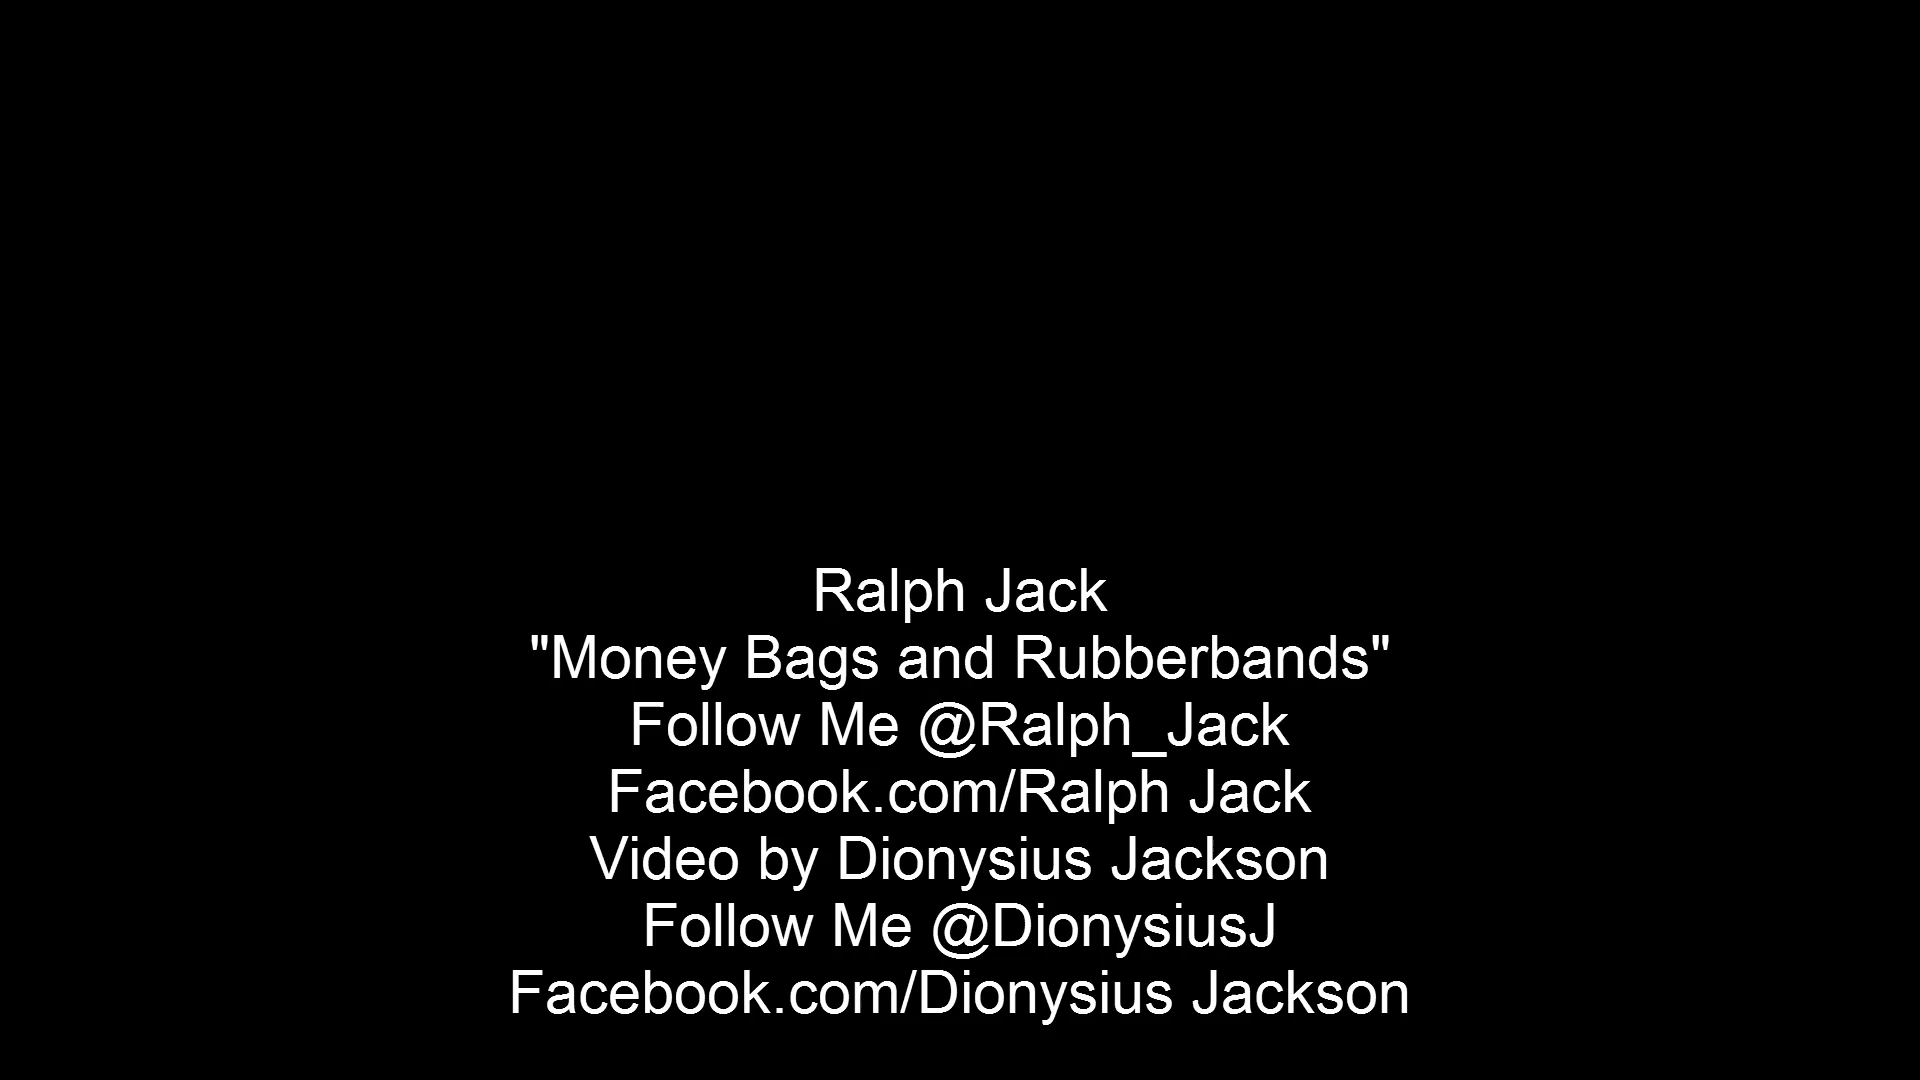 Ralph Jack
"Money Bags and Rubberbands"
Follow Me @Ralph_Jack
Facebook.com/Ralph Jack
Video by Dionysius Jackson
Follow Me @DionysiusJ
Facebook.com/Dionysius Jackson